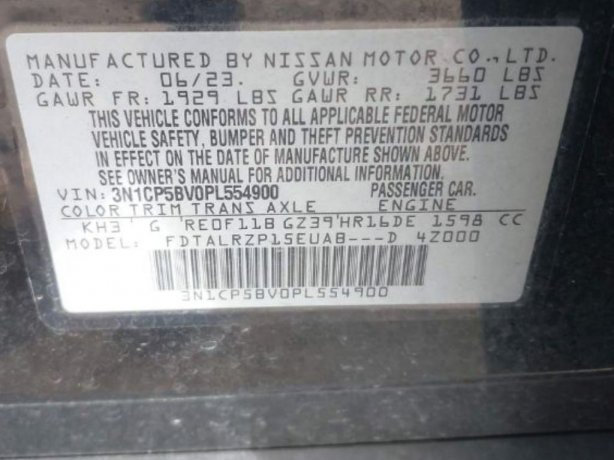 MANUFACTURED BY NISSAN MOTOR CO., LTD.
DATE: 06/23. GVWR: 3660 LBS
GAWR FR: 1929 LBS GAWR RR: 1731 LBS
THIS VEHICLE CONFORMS TO ALL APPLICABLE FEDERAL MOTOR
VEHICLE SAFETY, BUMPER AND THEFT PREVENTION STANDARDS
IN EFFECT ON THE DATE OF MANUFACTURE SHOWN ABOVE.
SEE OWNER'S MANUAL FOR ADDITIONAL INFORMATION
VIN: 3N1CP5BV0PL554900 PASSENGER CAR.
COLOR TRIM TRANS AXLE ENGINE
KH3 G RE0F11B GZ39 HR16DE 1598 CC
MODEL: FDTALRZP15EUAB---D 4Z000
3N1CP5BV0PL554900